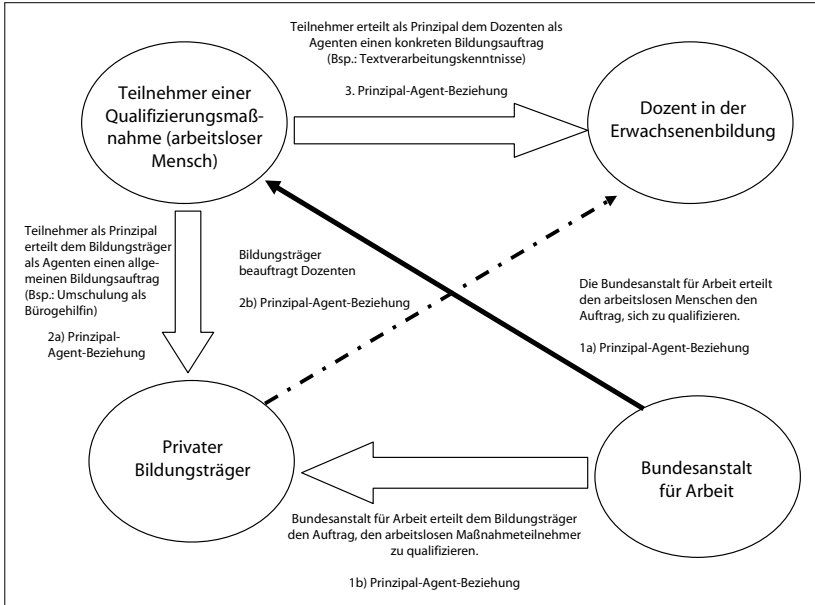 Teilnehmer erteilt als Prinzipal dem Dozenten als
Agenten einen konkreten Bildungsauftrag
(Bsp.: Textverarbeitungskenntnisse)
3. Prinzipal-Agent-Beziehung
Teilnehmer einer
Qualifizierungsmaß-
nahme (arbeitsloser
Mensch)
Dozent in der
Erwachsenenbildung
Teilnehmer als Prinzipal
erteilt dem Bildungsträger
als Agenten einen allge-
meinen Bildungsauftrag
(Bsp.: Umschulung als
Bürogehilfin)
2a) Prinzipal-
Agent-Beziehung
Bildungsträger
beauftragt Dozenten
2b) Prinzipal-Agent-Beziehung
Die Bundesanstalt für Arbeit erteilt
den arbeitslosen Menschen den
Auftrag, sich zu qualifizieren.
1a) Prinzipal-Agent-Beziehung
Privater
Bildungsträger
Bundesanstalt
für Arbeit
Bundesanstalt für Arbeit erteilt dem Bildungsträger
den Auftrag, den arbeitslosen Maßnahmeteilnehmer
zu qualifizieren.
1b) Prinzipal-Agent-Beziehung